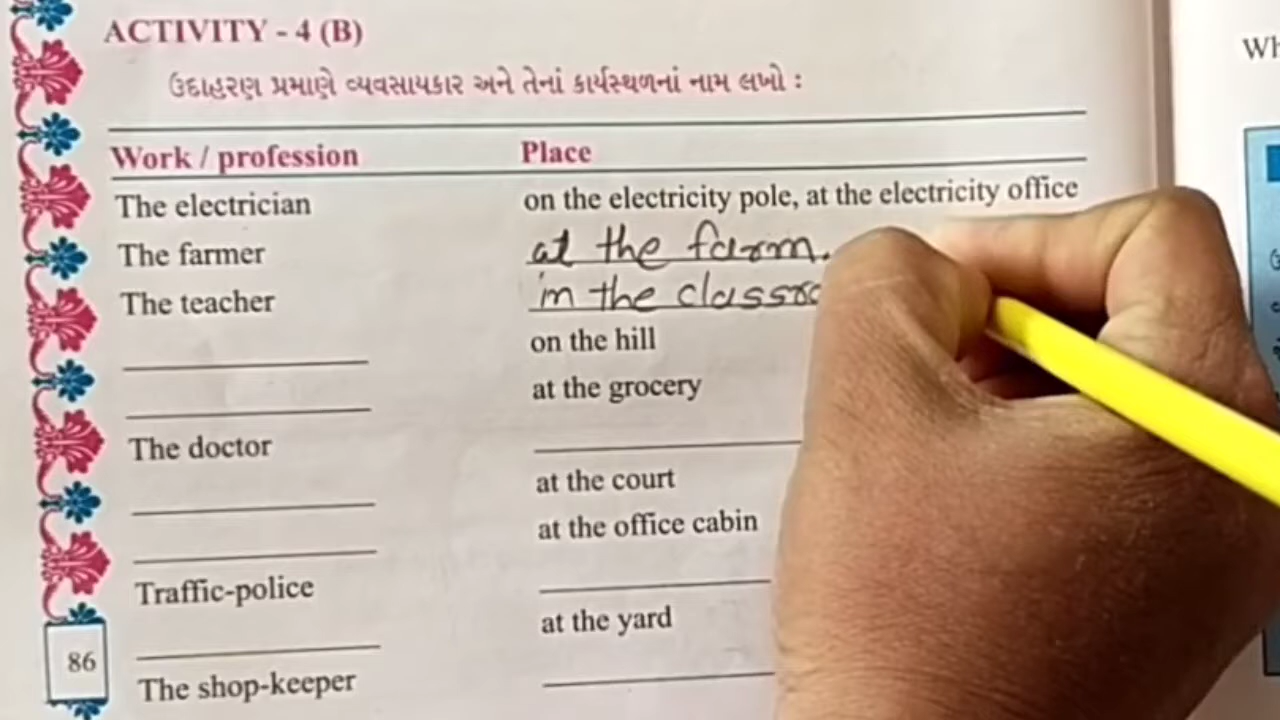 ACTIVITY - 4 (B)
ઉદાહરણ પ્રમાણે વ્યવસાયકાર અને તેનાં કાર્યસ્થળનાં નામ લખો :
Work / profession Place
The electrician on the electricity pole, at the electricity office
The farmer at the farm.
The teacher in the
on the hill
at the grocery
The doctor
at the court
at the office cabin
Traffic-police
at the yard
The shop-keeper
86